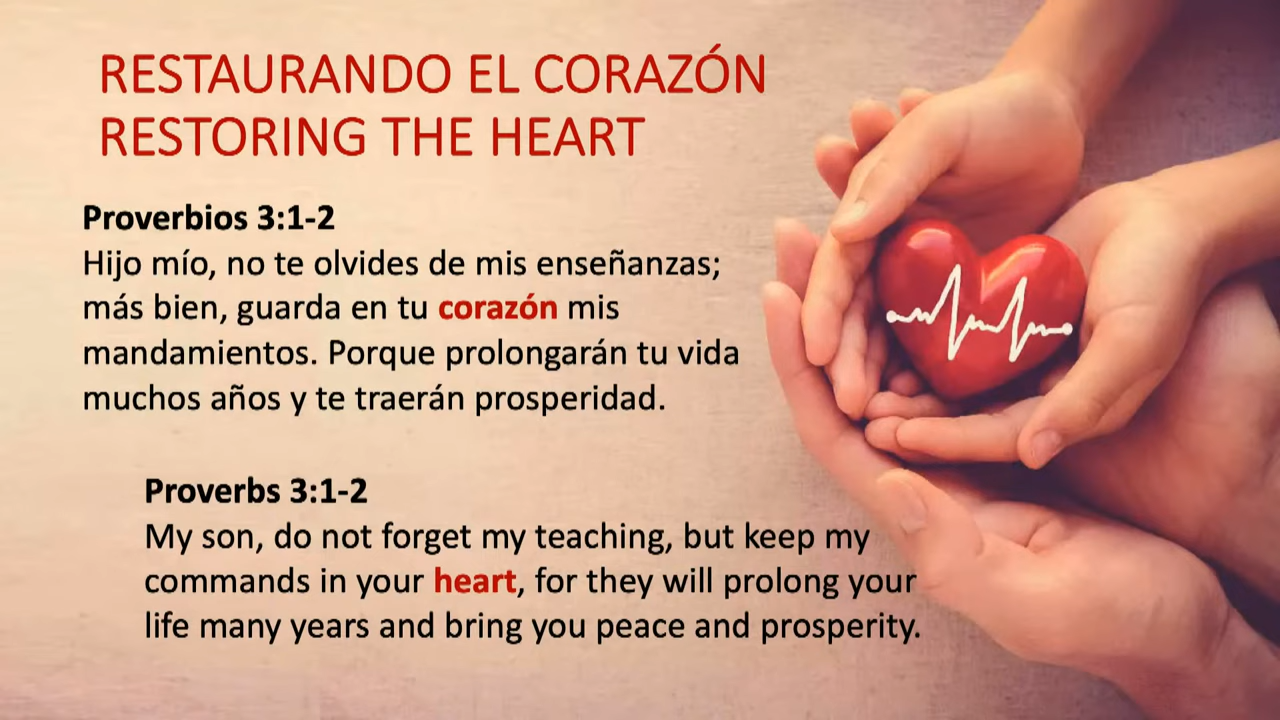 RESTAURANDO EL CORAZÓN
RESTORING THE HEART
Proverbios 3:1-2
Hijo mío, no te olvides de mis enseñanzas;
más bien, guarda en tu corazón mis
mandamientos. Porque prolongarán tu vida
muchos años y te traerán prosperidad.
Proverbs 3:1-2
My son, do not forget my teaching, but keep my
commands in your heart, for they will prolong your
life many years and bring you peace and prosperity.